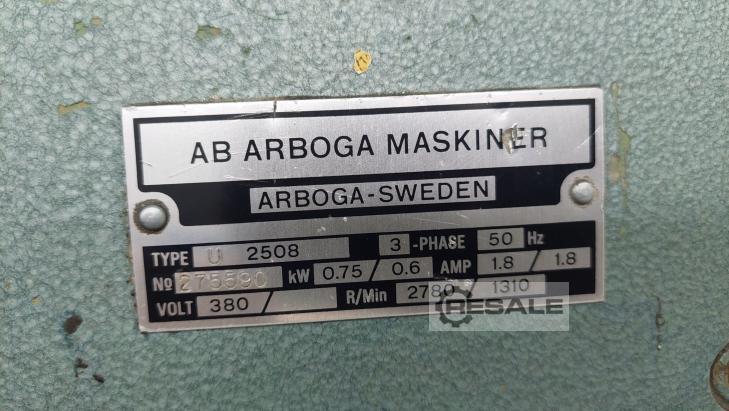 AB ARBOGA MASKINER
ARBOGA-SWEDEN
TYPE U 2508 3-PHASE 50 Hz
No 275590 kW 0.75 / 0.6 AMP 1.8 / 1.8
VOLT 380 / R/Min 2780 / 1310
RESALE